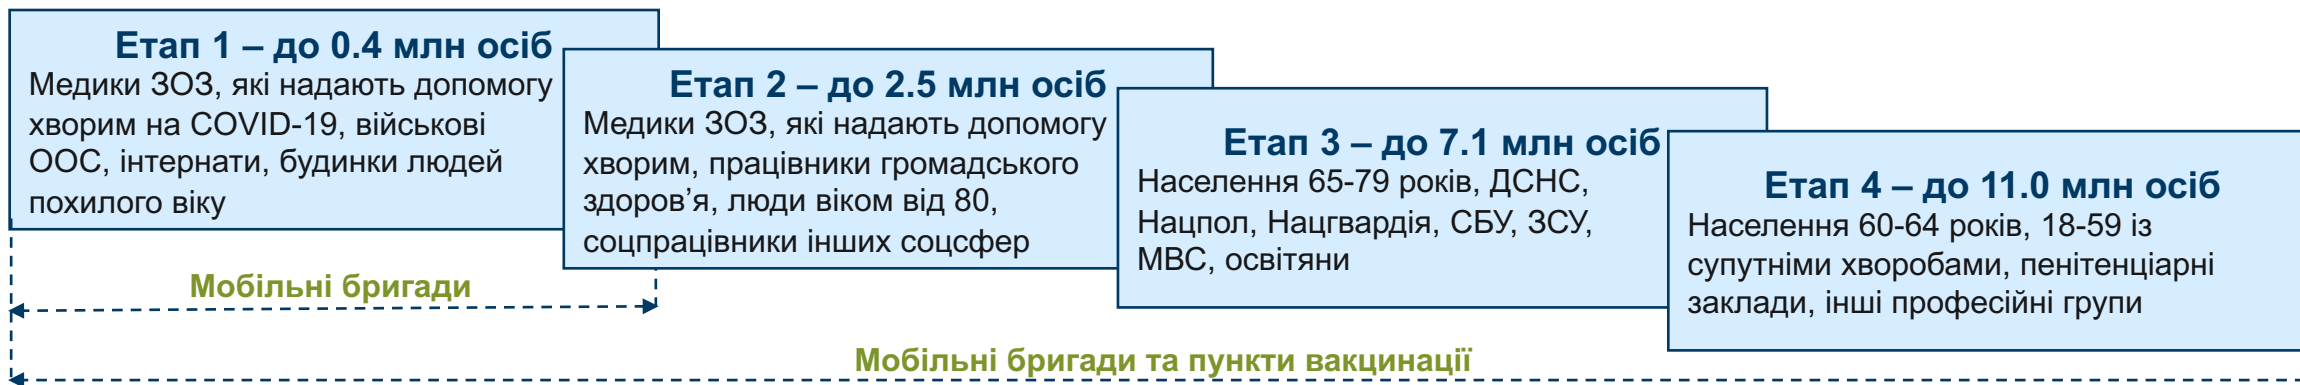 Етап 1 – до 0.4 млн осіб
Медики ЗОЗ, які надають допомогу
хворим на COVID-19, військові
ООС, інтернати, будинки людей
похилого віку
Етап 2 – до 2.5 млн осіб
Медики ЗОЗ, які надають допомогу
хворим, працівники громадського
здоров’я, люди віком від 80,
соцпрацівники інших соцсфер
Етап 3 – до 7.1 млн осіб
Населення 65-79 років, ДСНС,
Нацпол, Нацгвардія, СБУ, ЗСУ,
МВС, освітяни
Етап 4 – до 11.0 млн осіб
Населення 60-64 років, 18-59 із
супутніми хворобами, пенітенціарні
заклади, інші професійні групи
Мобільні бригади
Мобільні бригади та пункти вакцинації